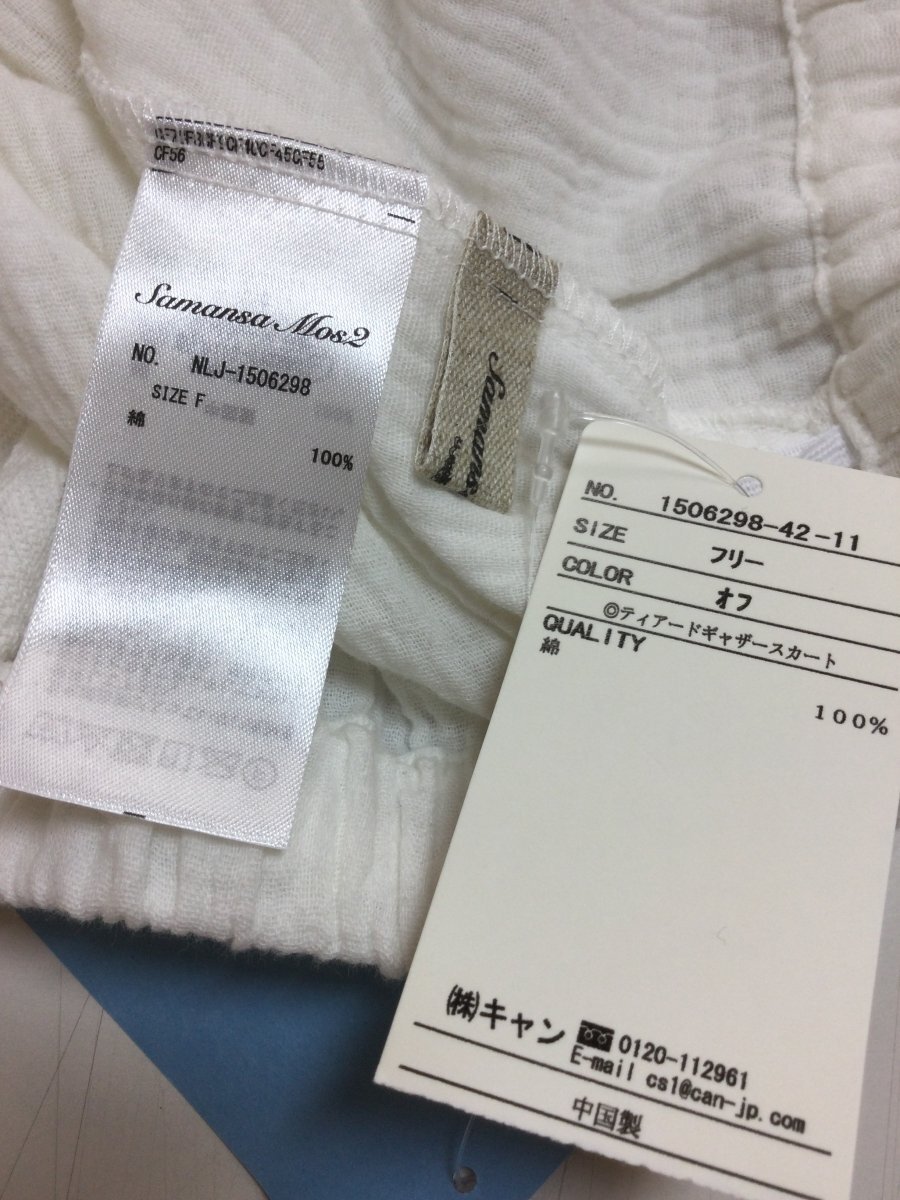 CF56
Samansa Mos2
NO. NLJ-1506298
SIZE F
綿
100%
Samansa
NO. 1506298-42-11
SIZE フリー
COLOR オフ
◎ティアードギャザースカート
QUALITY
綿
100%
㈱キャン 0120-112961
E-mail cs1@can-jp.com
中国製